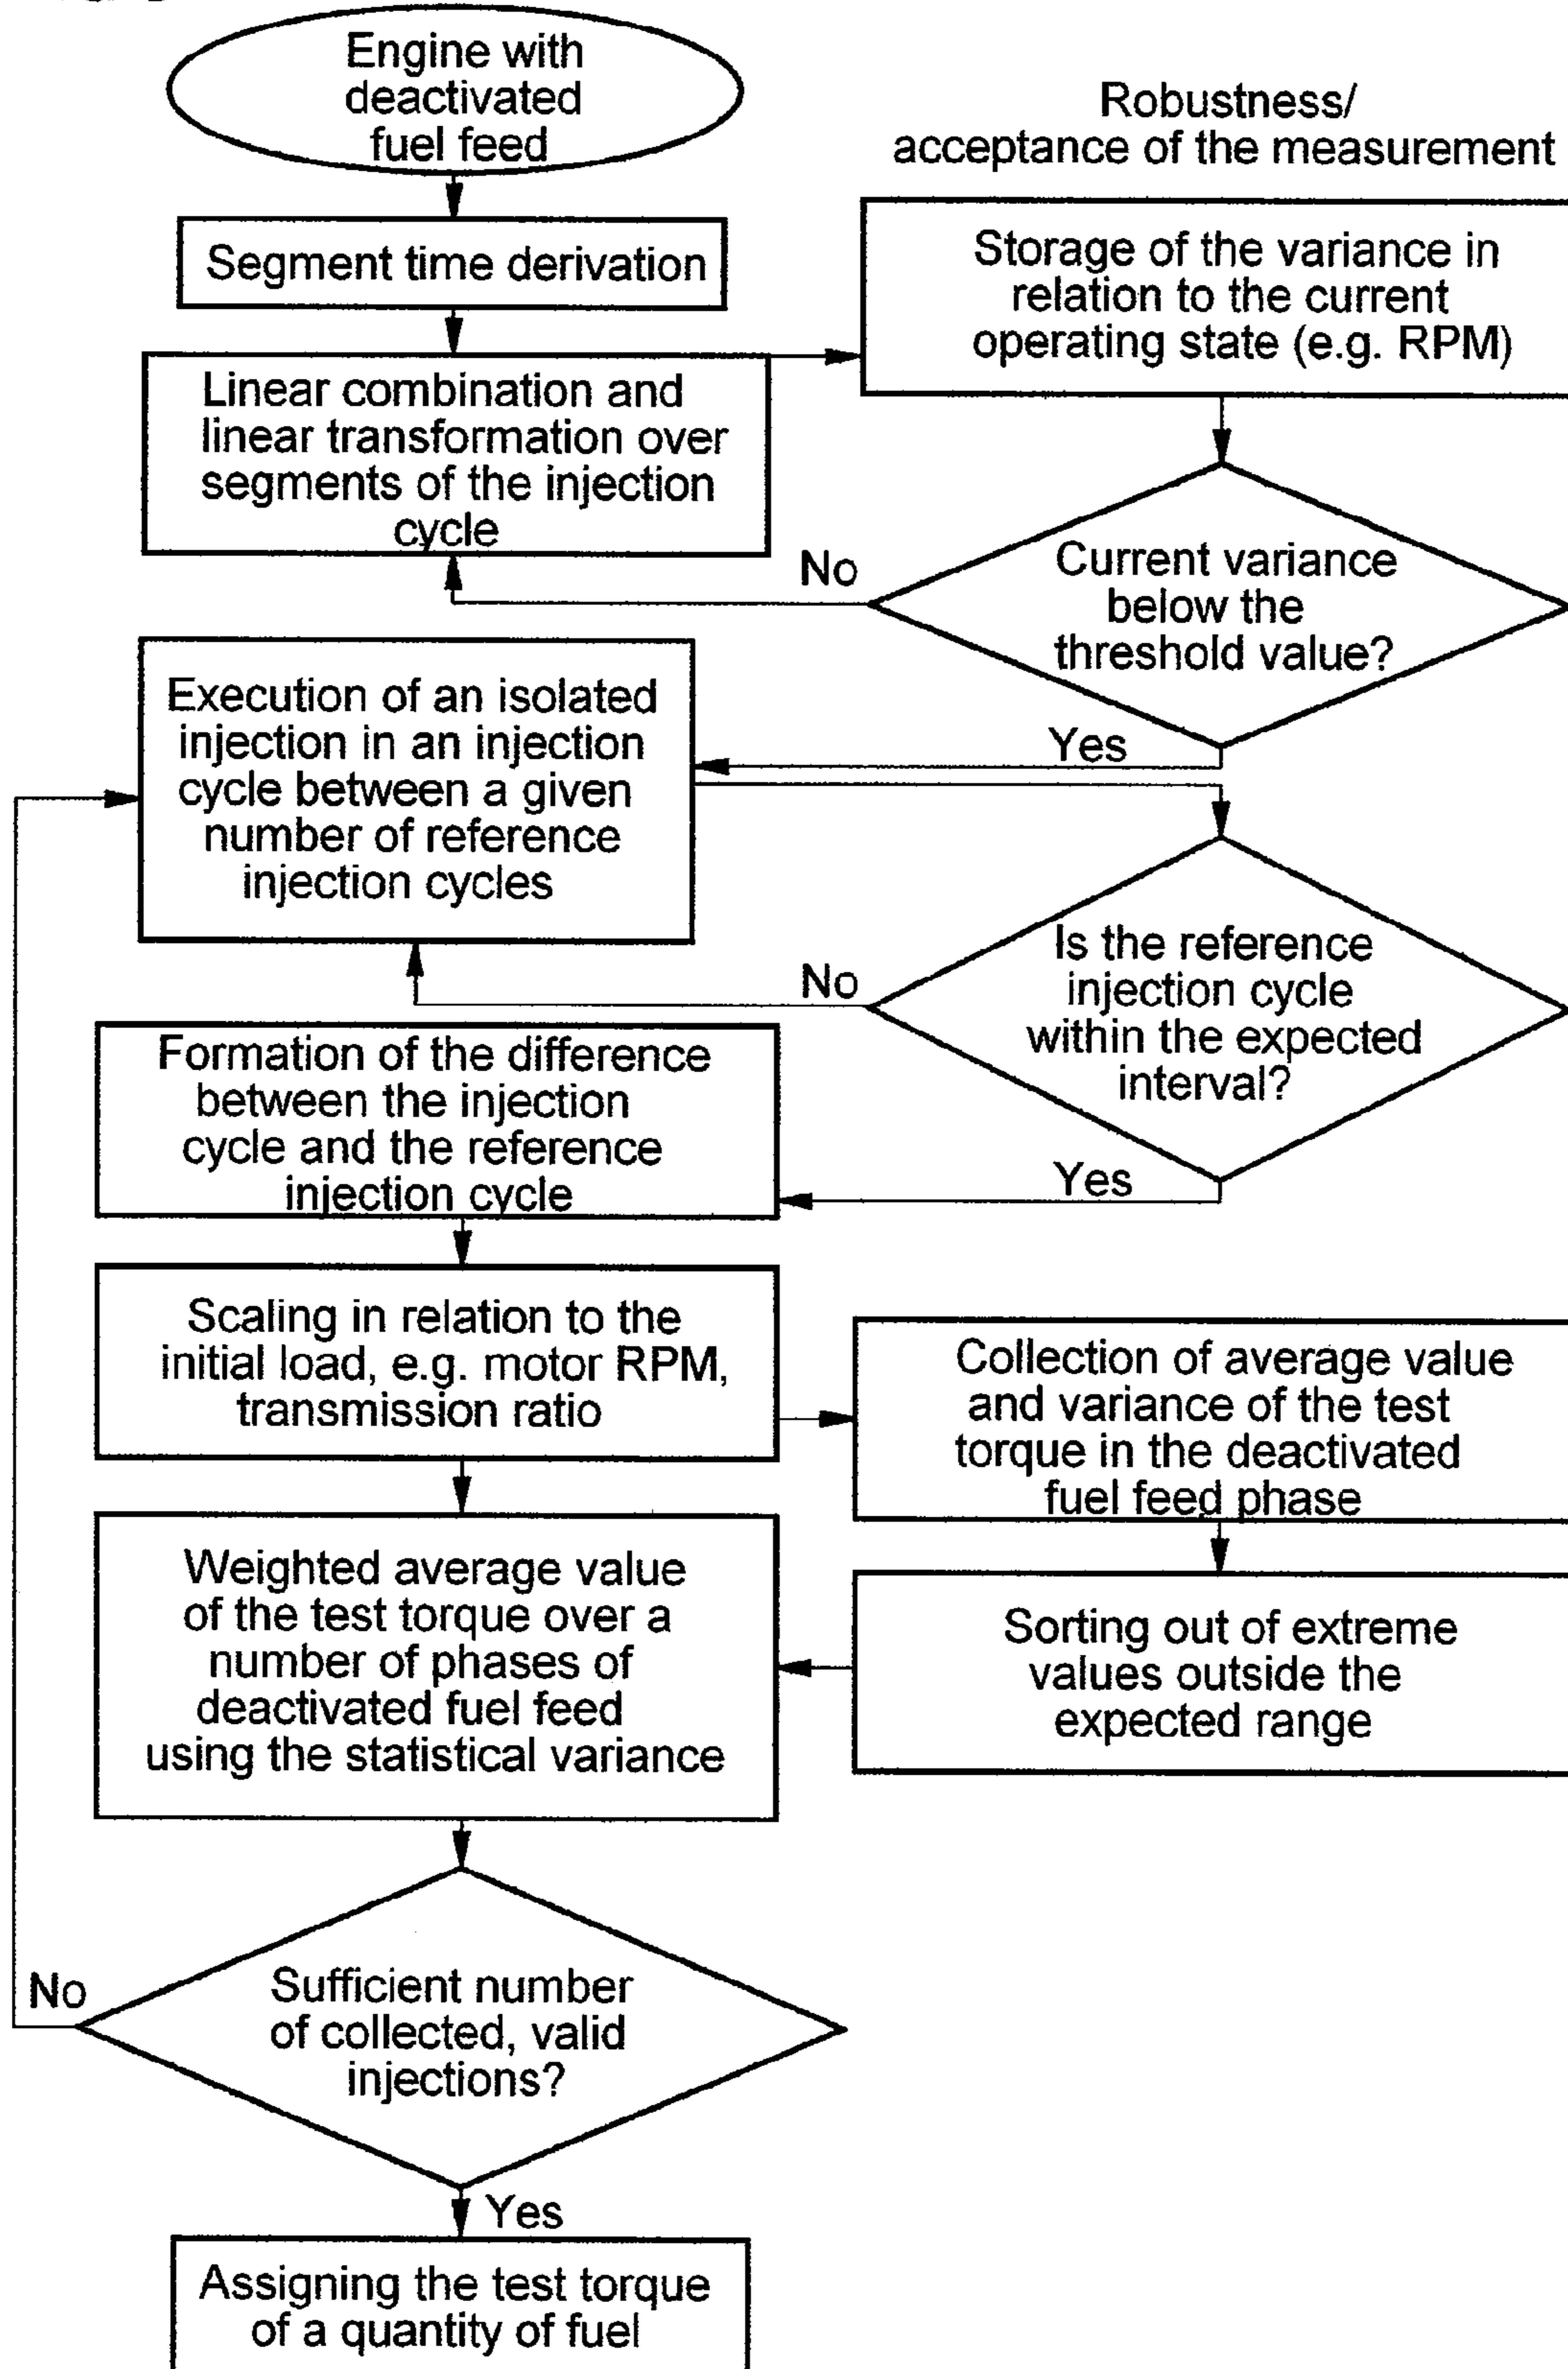 Engine with
deactivated
fuel feed
Robustness/
acceptance of the measurement
Segment time derivation
Storage of the variance in
relation to the current
operating state (e.g. RPM)
Linear combination and
linear transformation over
segments of the injection
cycle
No
Current variance
below the
threshold value?
Yes
Execution of an isolated
injection in an injection
cycle between a given
number of reference
injection cycles
No
Is the reference
injection cycle
within the expected
interval?
Yes
Formation of the difference
between the injection
cycle and the reference
injection cycle
Scaling in relation to the
initial load, e.g. motor RPM,
transmission ratio
Collection of average value
and variance of the test
torque in the deactivated
fuel feed phase
Sorting out of extreme
values outside the
expected range
Weighted average value
of the test torque over a
number of phases of
deactivated fuel feed
using the statistical variance
No
Sufficient number
of collected, valid
injections?
Yes
Assigning the test torque
of a quantity of fuel